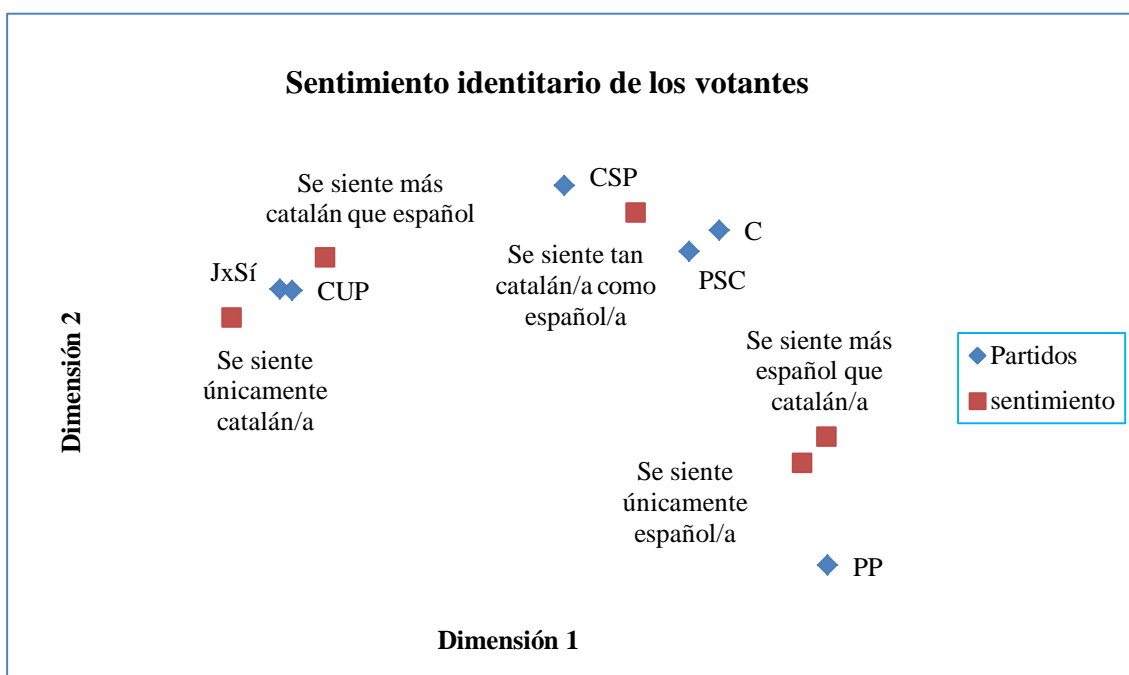 Sentimiento identitario de los votantes
Se siente más
catalán que español
CSP
C
Se siente tan
catalán/a como
español/a
PSC
JxSí
CUP
Se siente
únicamente
catalán/a
Se siente más
español que
catalán/a
Se siente
únicamente
español/a
PP
Partidos
sentimiento
Dimensión 2
Dimensión 1